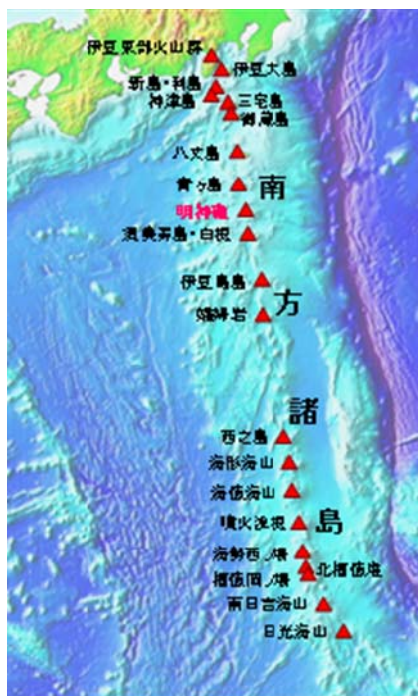 伊豆東部火山群
伊豆大島
新島・利島
神津島
三宅島
御蔵島
八丈島
青ヶ島
明神礁
須美寿島・白根
伊豆鳥島
孀婦岩
西之島
海形海山
海徳海山
噴火浅根
海勢西ノ場
北福徳堆
福徳岡ノ場
南日吉海山
日光海山
南方諸島